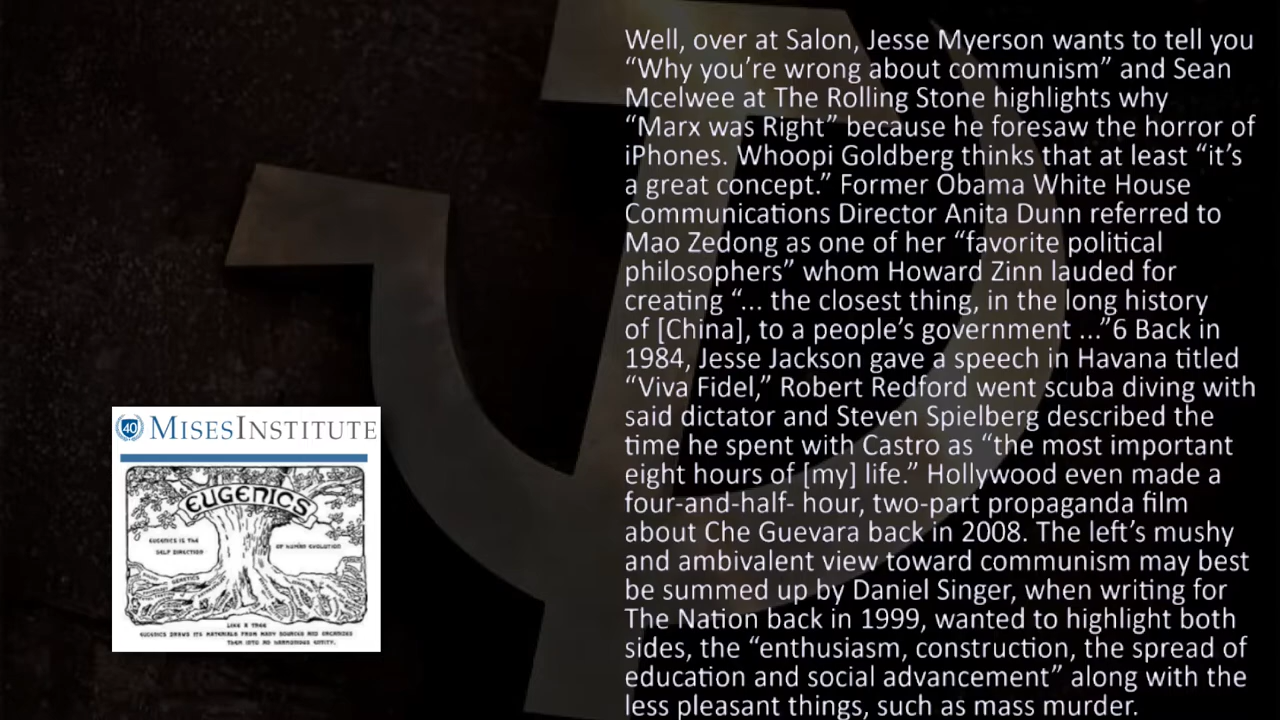 Well, over at Salon, Jesse Myerson wants to tell you
“Why you’re wrong about communism” and Sean
Mcelwee at The Rolling Stone highlights why
“Marx was Right” because he foresaw the horror of
iPhones. Whoopi Goldberg thinks that at least “it’s
a great concept.” Former Obama White House
Communications Director Anita Dunn referred to
Mao Zedong as one of her “favorite political
philosophers” whom Howard Zinn lauded for
creating “... the closest thing, in the long history
of [China], to a people’s government ...”6 Back in
1984, Jesse Jackson gave a speech in Havana titled
“Viva Fidel,” Robert Redford went scuba diving with
said dictator and Steven Spielberg described the
time he spent with Castro as “the most important
eight hours of [my] life.” Hollywood even made a
four-and-half- hour, two-part propaganda film
about Che Guevara back in 2008. The left’s mushy
and ambivalent view toward communism may best
be summed up by Daniel Singer, when writing for
The Nation back in 1999, wanted to highlight both
sides, the “enthusiasm, construction, the spread of
education and social advancement” along with the
less pleasant things, such as mass murder.
40 MISESINSTITUTE
EUGENICS
EUGENICS IS THE
SELF DIRECTION
OF HUMAN EVOLUTION
GENETICS
LIKE A TREE
EUGENICS DRAWS ITS MATERIALS FROM MANY SOURCES AND ORGANIZES
THEM INTO AN HARMONIOUS ENTITY.